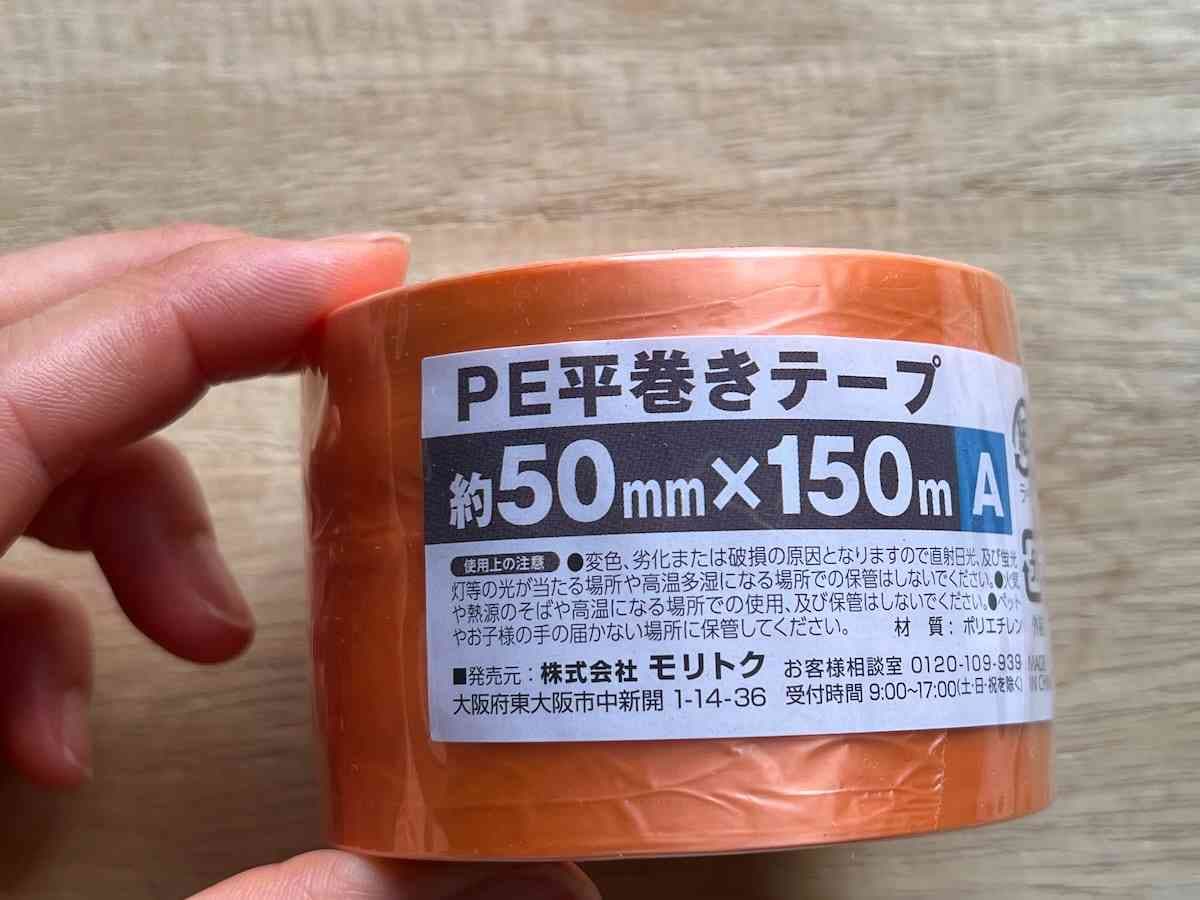 PE平巻きテープ
約50mm×150m A
使用上の注意 ●変色、劣化または破損の原因となりますので直射日光、及び蛍光
灯等の光が当たる場所や高温多湿になる場所での保管はしないでください。●火気
や熱源のそばや高温になる場所での使用、及び保管はしないでください。●ペット
やお子様の手の届かない場所に保管してください。 材 質：ポリエチレン
■発売元：株式会社 モリトク お客様相談室 0120-109-939 MADE
大阪府東大阪市中新開 1-14-36 受付時間 9:00~17:00(土・日・祝を除く) IN